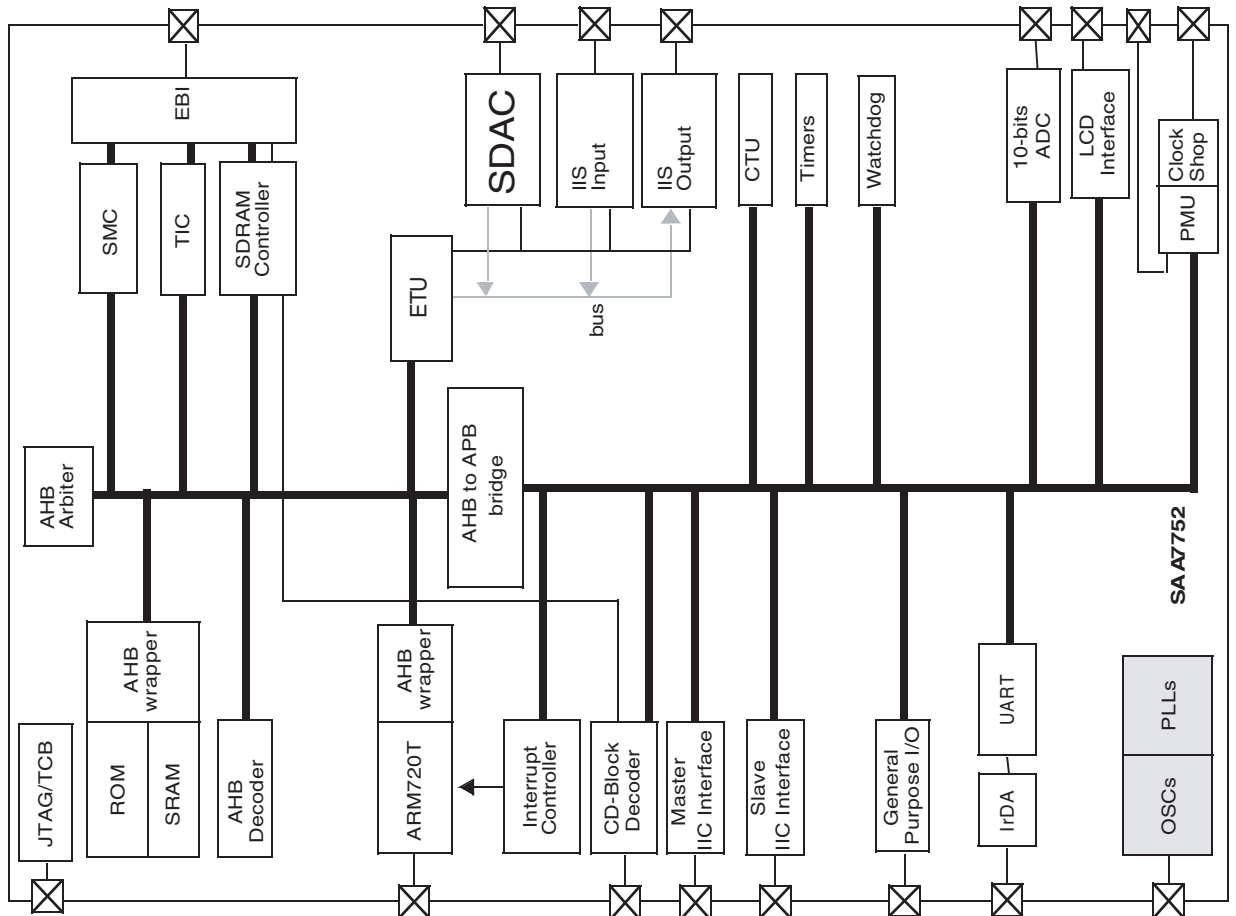 JTAG/TCB
ROM
SRAM
AHB
wrapper
AHB
Decoder
AHB
Arbiter
SMC
TIC
SDRAM
Controller
EBI
ARM720T
AHB
wrapper
ETU
SDAC
IIS
Input
IIS
Output
bus
AHB to APB
bridge
Interrupt
Controller
CD-Block
Decoder
Master
IIC Interface
Slave
IIC Interface
General
Purpose I/O
IrDA
UART
OSCs
PLLs
CTU
Timers
Watchdog
10-bits
ADC
LCD
Interface
PMU
Clock
Shop
SAA7752